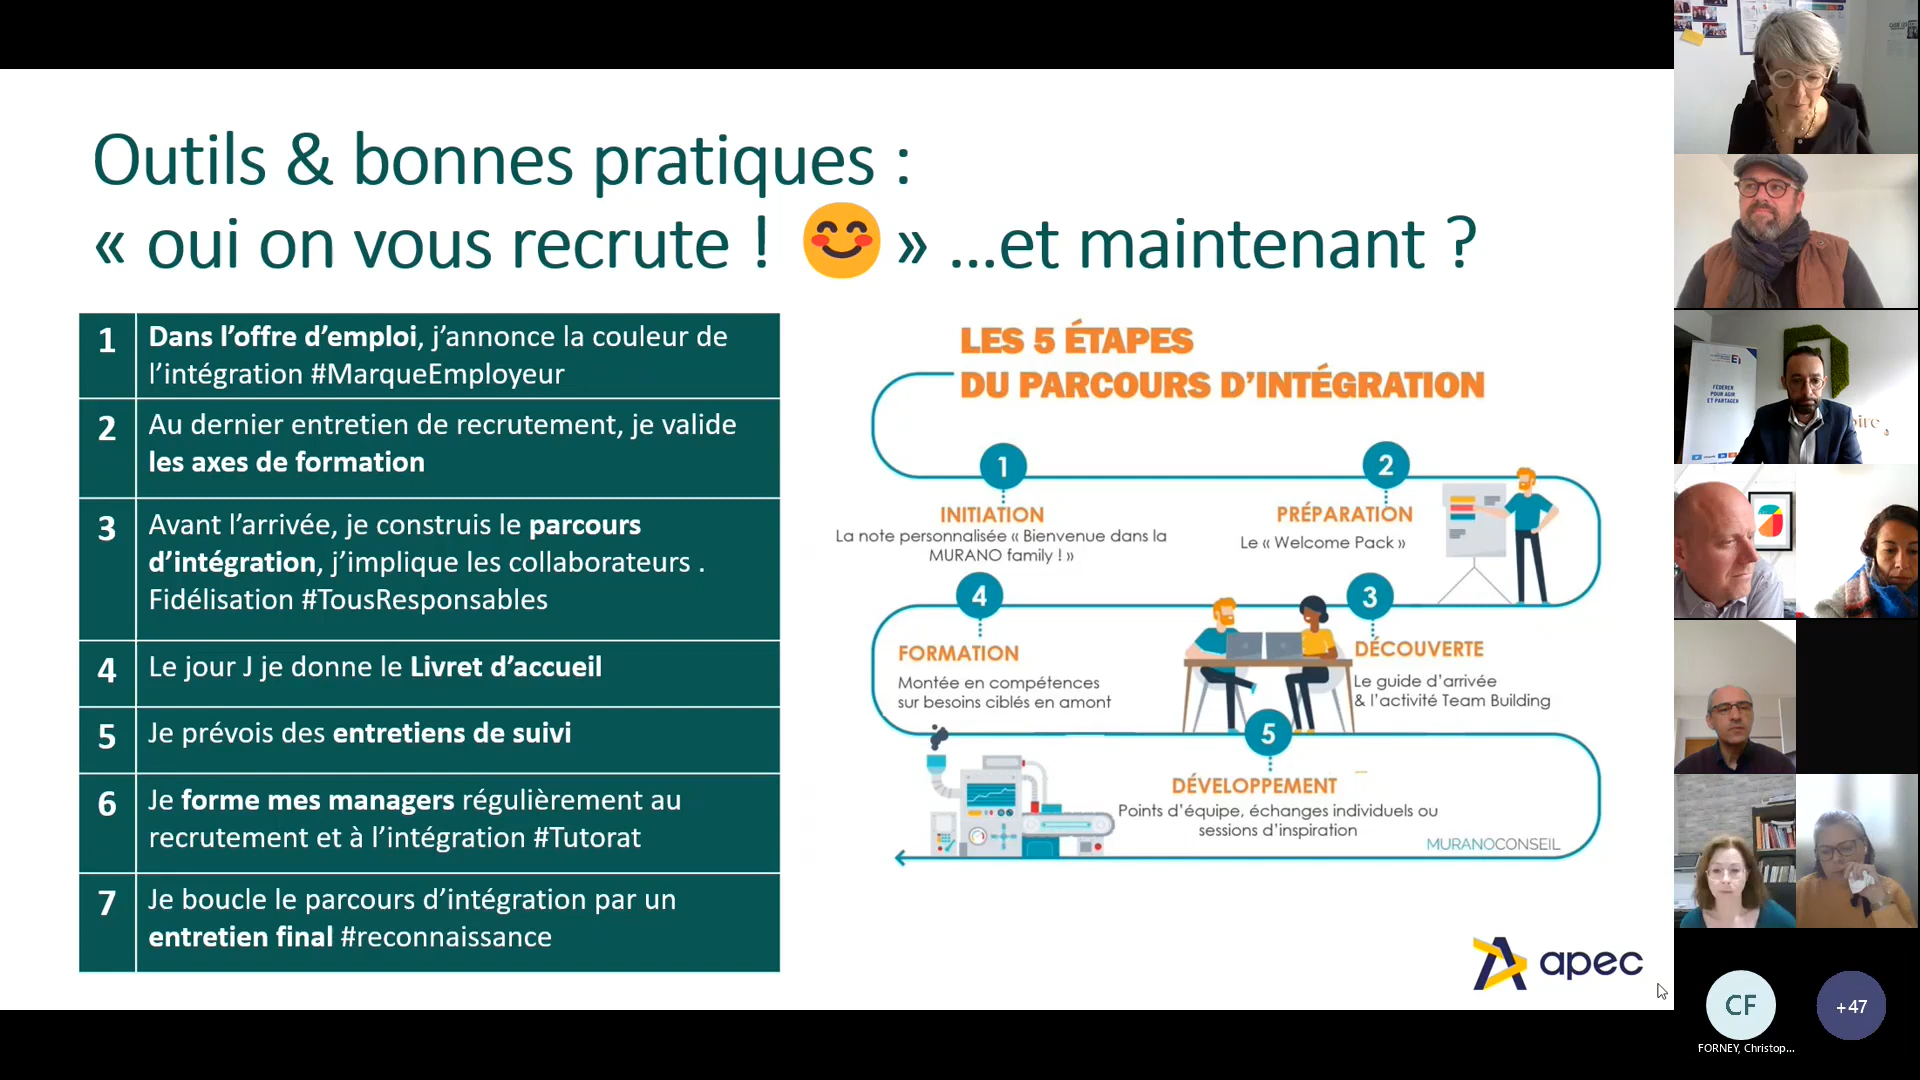 Outils & bonnes pratiques :
« oui on vous recrute ! 😊 » …et maintenant ?
1
Dans l’offre d’emploi, j’annonce la couleur de
l’intégration #MarqueEmployeur
2
Au dernier entretien de recrutement, je valide
les axes de formation
3
Avant l’arrivée, je construis le parcours
d’intégration, j’implique les collaborateurs .
Fidélisation #TousResponsables
4
Le jour J je donne le Livret d’accueil
5
Je prévois des entretiens de suivi
6
Je forme mes managers régulièrement au
recrutement et à l’intégration #Tutorat
7
Je boucle le parcours d’intégration par un
entretien final #reconnaissance
LES 5 ÉTAPES
DU PARCOURS D’INTÉGRATION
1
INITIATION
La note personnalisée « Bienvenue dans la
MURANO family ! »
2
PRÉPARATION
Le « Welcome Pack »
3
DÉCOUVERTE
Le guide d’arrivée
& l’activité Team Building
4
FORMATION
Montée en compétences
sur besoins ciblés en amont
5
DÉVELOPPEMENT
Points d’équipe, échanges individuels ou
sessions d’inspiration
MURANOCONSEIL
apec
FÉDÉRER
POUR AGIR
ET PARTAGER
CF
FORNEY, Christop...
+47